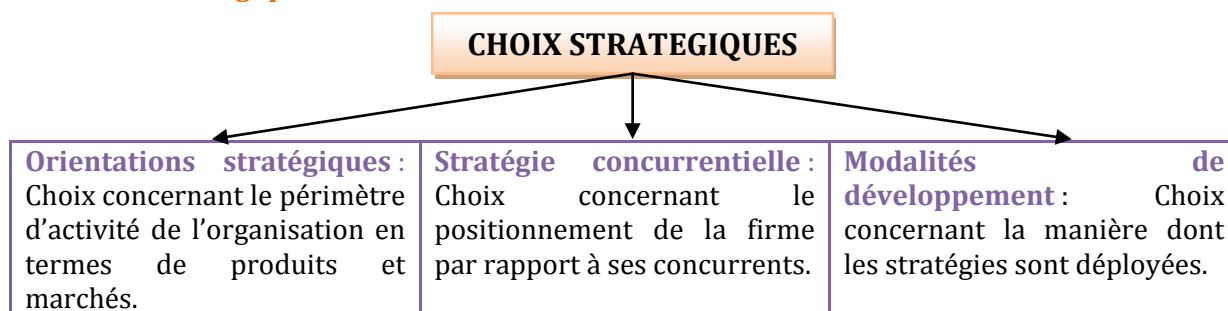 CHOIX STRATEGIQUES
Orientations stratégiques :
Choix concernant le périmètre
d’activité de l’organisation en
termes de produits et
marchés.
Stratégie concurrentielle :
Choix concernant le
positionnement de la firme
par rapport à ses concurrents.
Modalités de
développement : Choix
concernant la manière dont
les stratégies sont déployées.